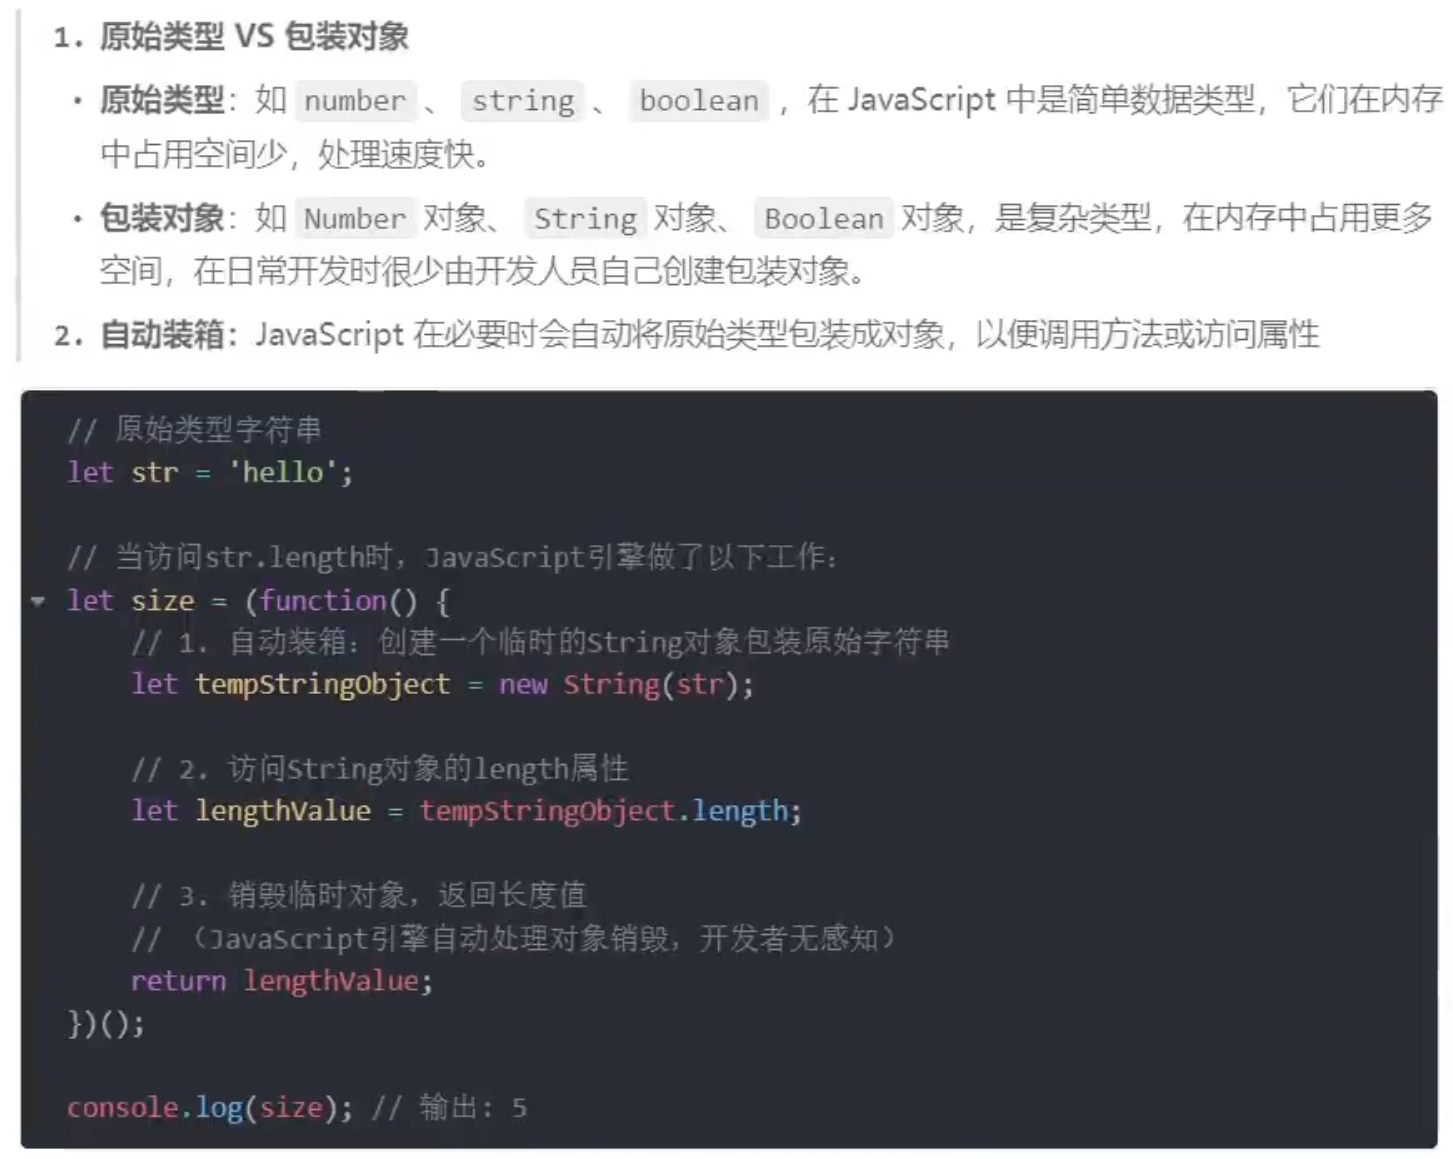 1. 原始类型 VS 包装对象
• 原始类型：如 number 、 string 、 boolean ，在 JavaScript 中是简单数据类型，它们在内存
中占用空间少，处理速度快。
• 包装对象：如 Number 对象、 String 对象、 Boolean 对象，是复杂类型，在内存中占用更多
空间，在日常开发时很少由开发人员自己创建包装对象。
2. 自动装箱：JavaScript 在必要时会自动将原始类型包装成对象，以便调用方法或访问属性
// 原始类型字符串
let str = 'hello';
// 当访问str.length时，JavaScript引擎做了以下工作：
let size = (function() {
// 1. 自动装箱：创建一个临时的String对象包装原始字符串
let tempStringObject = new String(str);
// 2. 访问String对象的length属性
let lengthValue = tempStringObject.length;
// 3. 销毁临时对象，返回长度值
// （JavaScript引擎自动处理对象销毁，开发者无感知）
return lengthValue;
})();
console.log(size); // 输出: 5